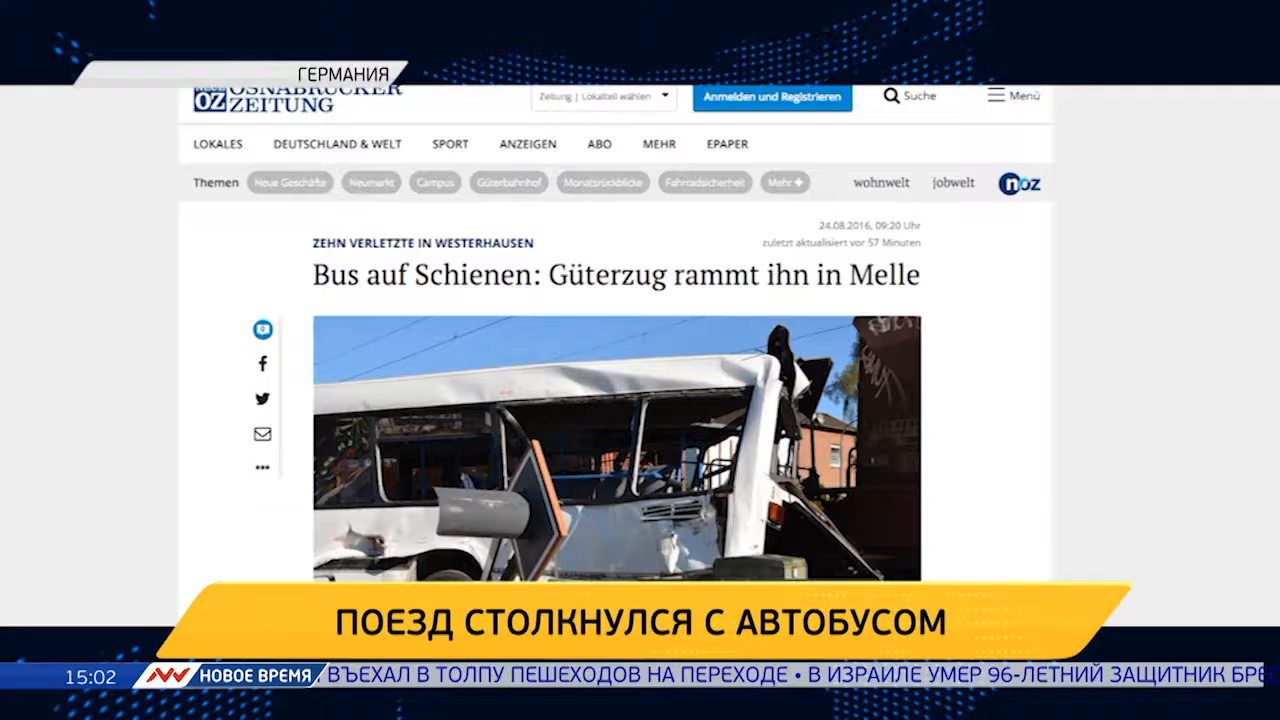 ГЕРМАНИЯ
OSNABRÜCKER
OZ ZEITUNG
Zeitung | Lokalteil wählen
Anmelden und Registrieren
Suche
Menü
LOKALES DEUTSCHLAND & WELT SPORT ANZEIGEN ABO MEHR EPAPER
Themen Neue Geschäfte Neumarkt Campus Güterbahnhof Monatsrückblicke Fahrradsicherheit Mehr + wohnwelt jobwelt noz
24.08.2016, 09:20 Uhr
ZEHN VERLETZTE IN WESTERHAUSEN
zuletzt aktualisiert vor 57 Minuten
Bus auf Schienen: Güterzug rammt ihn in Melle
ПОЕЗД СТОЛКНУЛСЯ С АВТОБУСОМ
15:02 НОВОЕ ВРЕМЯ ВЪЕХАЛ В ТОЛПУ ПЕШЕХОДОВ НА ПЕРЕХОДЕ • В ИЗРАИЛЕ УМЕР 96-ЛЕТНИЙ ЗАЩИТНИК БРЕС